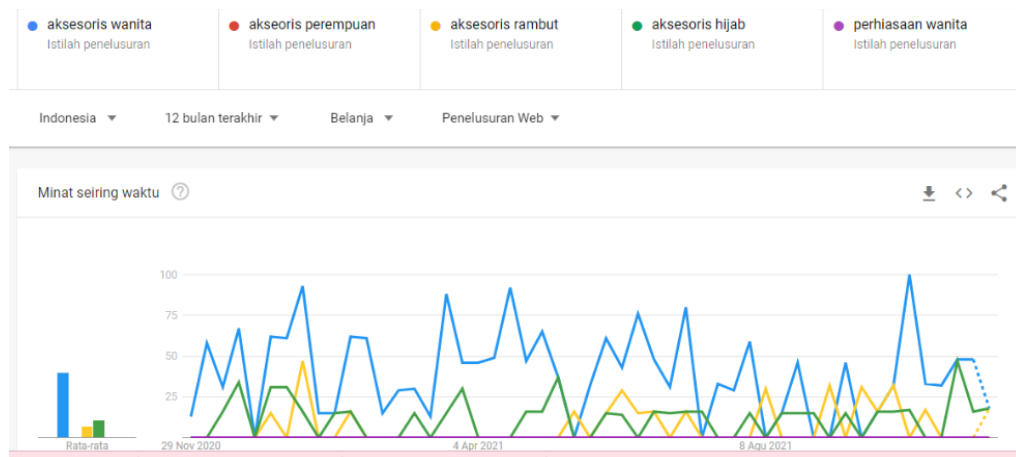 aksesoris wanita
Istilah penelusuran
akseoris perempuan
Istilah penelusuran
aksesoris rambut
Istilah penelusuran
aksesoris hijab
Istilah penelusuran
perhiasaan wanita
Istilah penelusuran
Indonesia
12 bulan terakhir
Belanja
Penelusuran Web
Minat seiring waktu
100
75
50
25
Rata-rata
29 Nov 2020
4 Apr 2021
8 Agu 2021